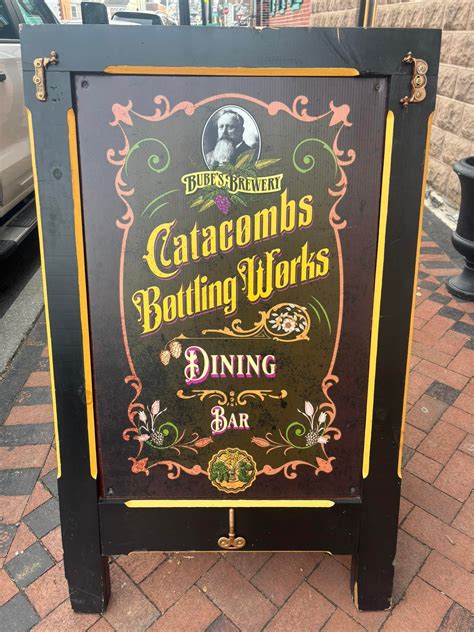 BUBE'S BREWERY
Catacombs
Bottling Works
DINING
BAR